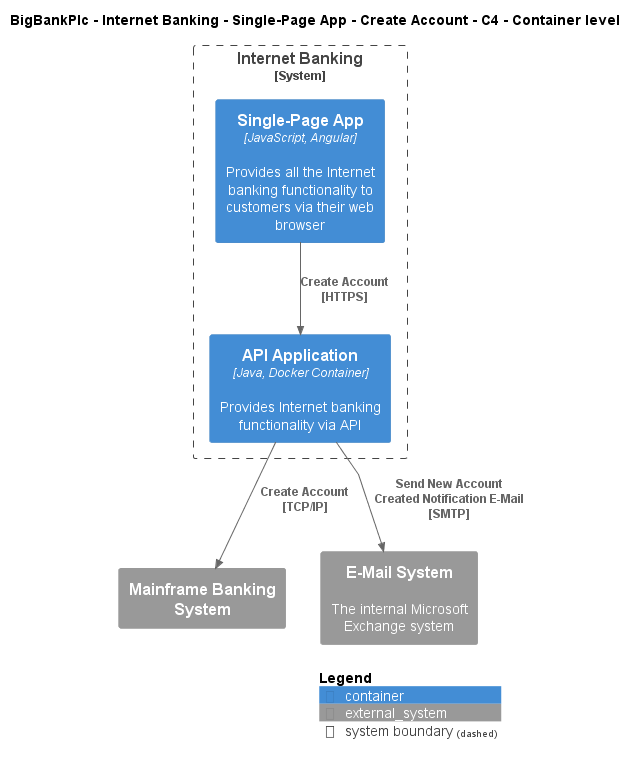 BigBankPlc - Internet Banking - Single-Page App - Create Account - C4 - Container level
Internet Banking
[System]
Single-Page App
[JavaScript, Angular]
Provides all the Internet
banking functionality to
customers via their web
browser
Create Account
[HTTPS]
API Application
[Java, Docker Container]
Provides Internet banking
functionality via API
Create Account
[TCP/IP]
Send New Account
Created Notification E-Mail
[SMTP]
Mainframe Banking
System
E-Mail System
The internal Microsoft
Exchange system
Legend
container
external_system
system boundary (dashed)